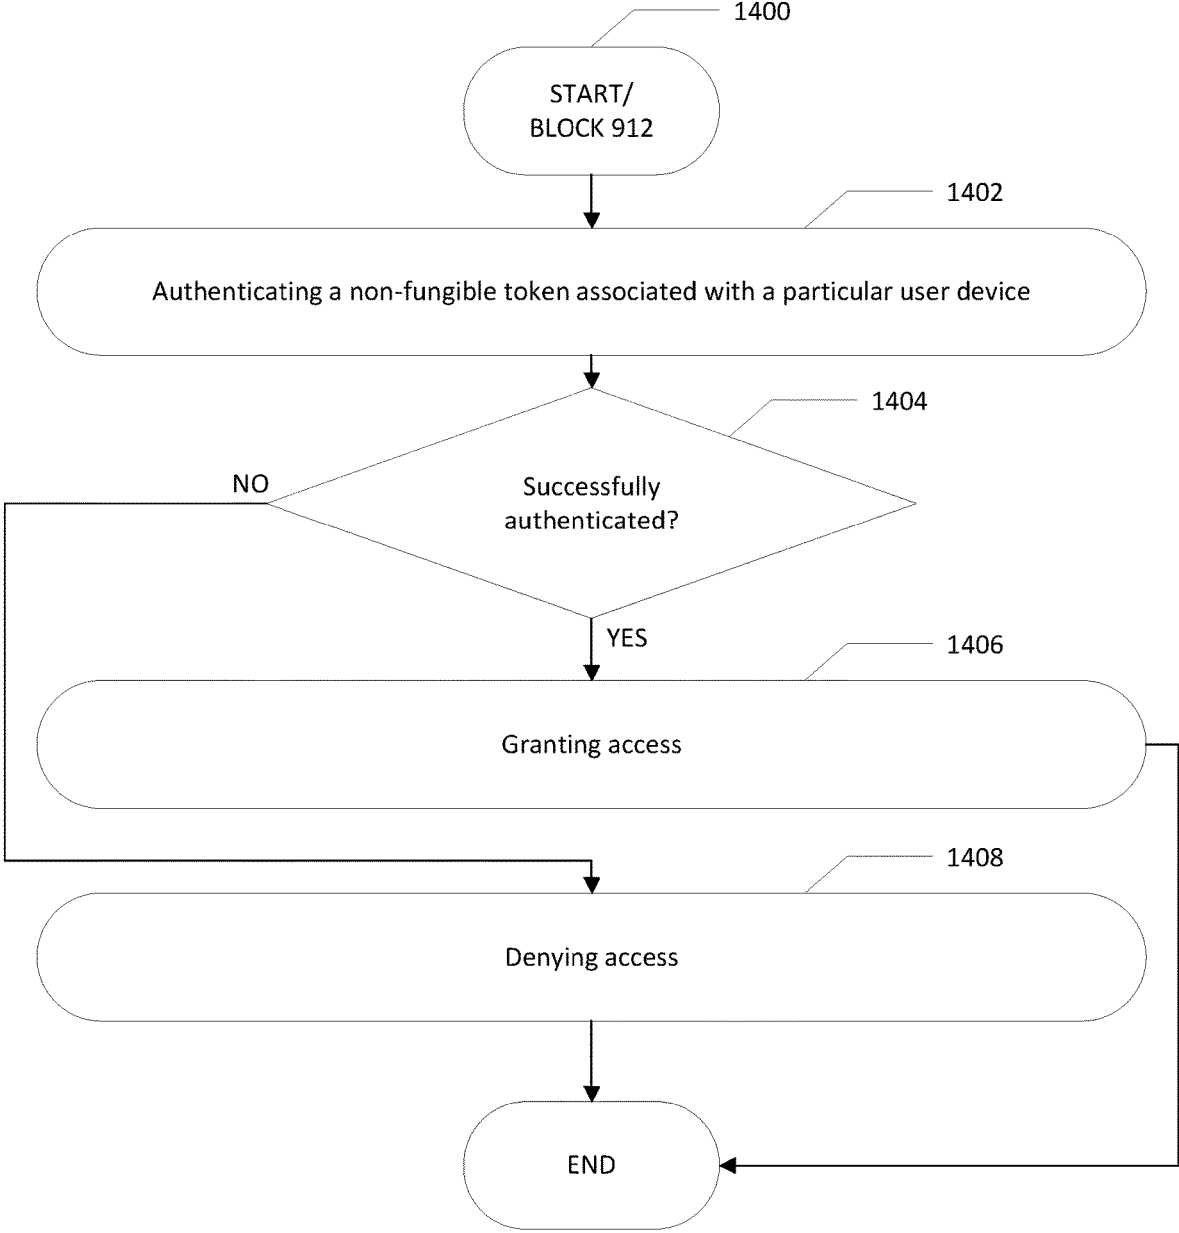 1400
START/
BLOCK 912
1402
Authenticating a non-fungible token associated with a particular user device
1404
NO
Successfully
authenticated?
YES
1406
Granting access
1408
Denying access
END